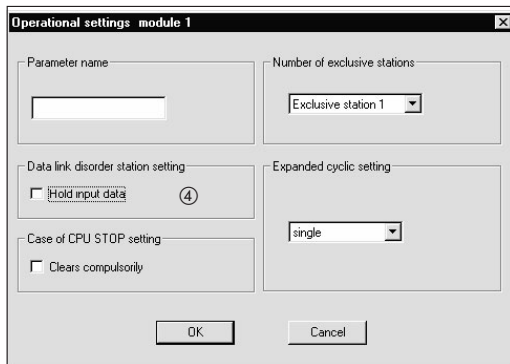 Operational settings module 1
Parameter name
Number of exclusive stations
Exclusive station 1
Data link disorder station setting
Hold input data
④
Expanded cyclic setting
single
Case of CPU STOP setting
Clears compulsorily
OK
Cancel